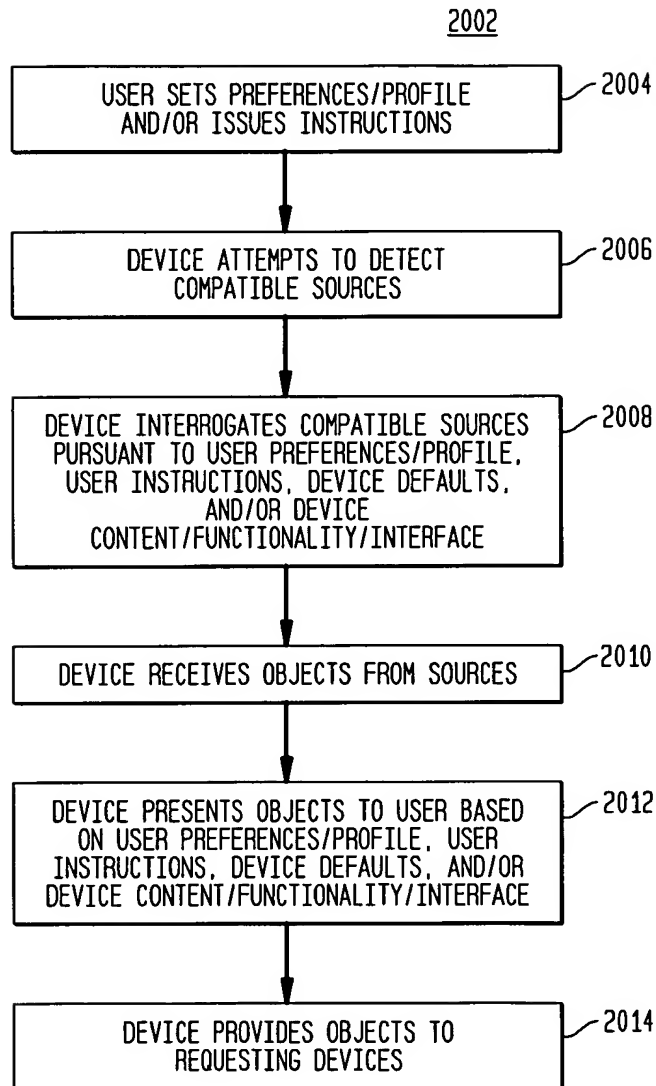 2002
USER SETS PREFERENCES/PROFILE
AND/OR ISSUES INSTRUCTIONS
2004
DEVICE ATTEMPTS TO DETECT
COMPATIBLE SOURCES
2006
DEVICE INTERROGATES COMPATIBLE SOURCES
PURSUANT TO USER PREFERENCES/PROFILE,
USER INSTRUCTIONS, DEVICE DEFAULTS,
AND/OR DEVICE
CONTENT/FUNCTIONALITY/INTERFACE
2008
DEVICE RECEIVES OBJECTS FROM SOURCES
2010
DEVICE PRESENTS OBJECTS TO USER BASED
ON USER PREFERENCES/PROFILE, USER
INSTRUCTIONS, DEVICE DEFAULTS, AND/OR
DEVICE CONTENT/FUNCTIONALITY/INTERFACE
2012
DEVICE PROVIDES OBJECTS TO
REQUESTING DEVICES
2014